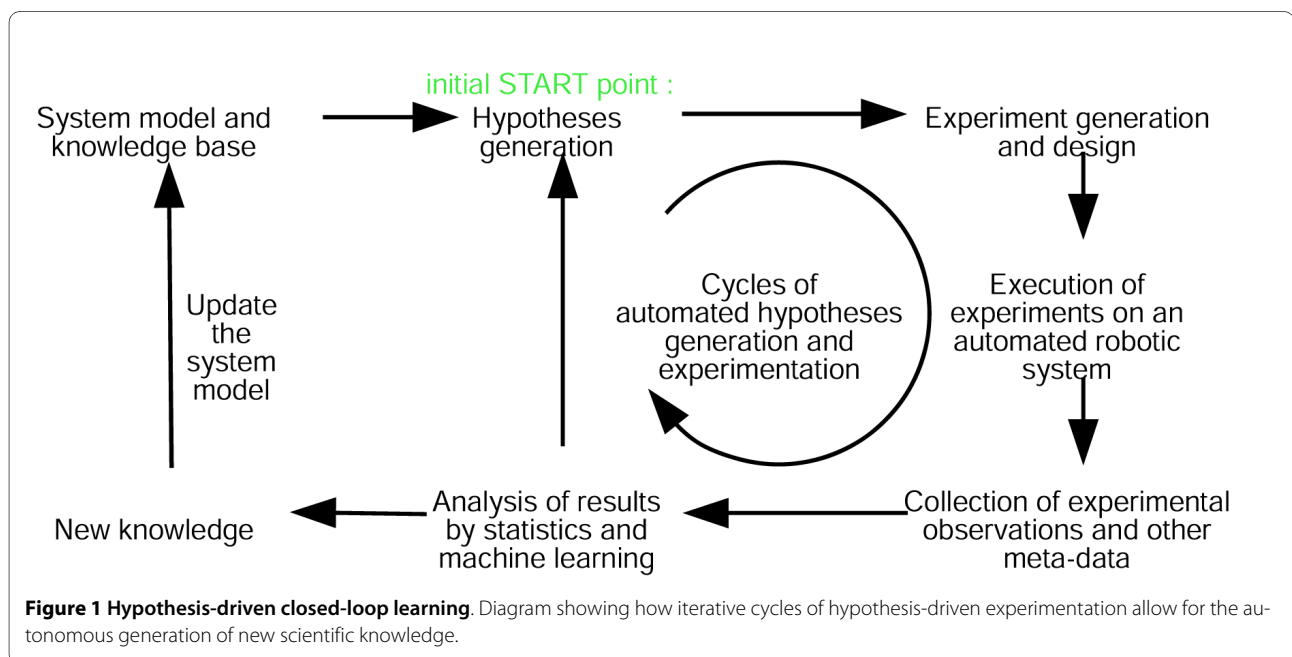 initial START point :
System model and
knowledge base
Hypotheses
generation
Experiment generation
and design
Update
the
system
model
Cycles of
automated hypotheses
generation and
experimentation
Execution of
experiments on an
automated robotic
system
New knowledge
Analysis of results
by statistics and
machine learning
Collection of experimental
observations and other
meta-data
Figure 1 Hypothesis-driven closed-loop learning. Diagram showing how iterative cycles of hypothesis-driven experimentation allow for the au-
tonomous generation of new scientific knowledge.